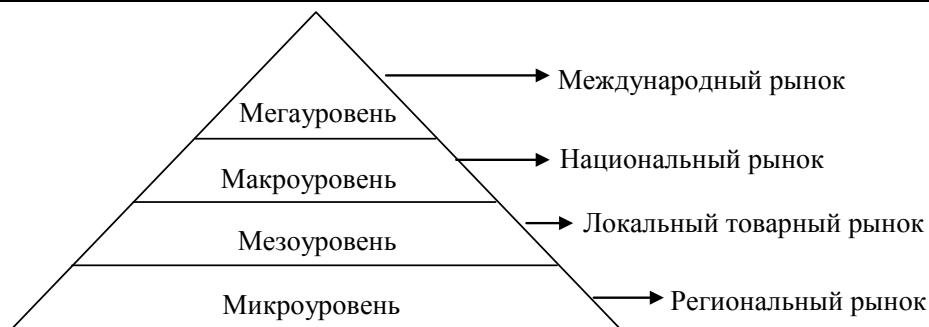 Международный рынок
Мегауровень
Национальный рынок
Макроуровень
Локальный товарный рынок
Мезоуровень
Региональный рынок
Микроуровень